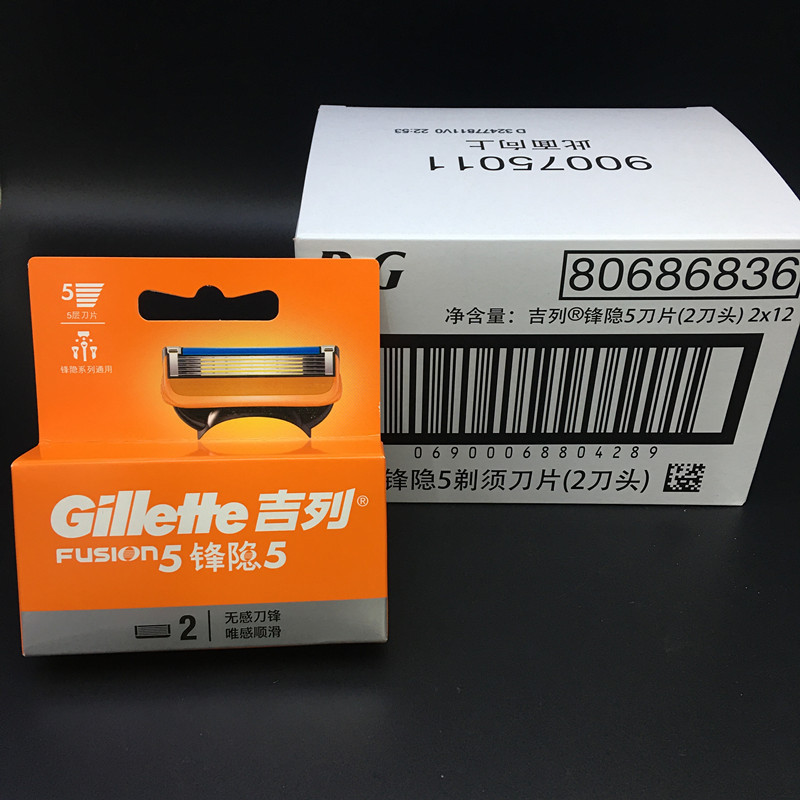 D 32477811V0 22:53
此面向上
90075011
P&G
80686836
净含量：吉列®锋隐5刀片(2刀头) 2x12
06900068804289
锋隐5剃须刀片(2刀头)
5
5层刀片
锋隐系列通用
Gillette 吉列®
FUSION5 锋隐5
2
无感刀锋
唯感顺滑